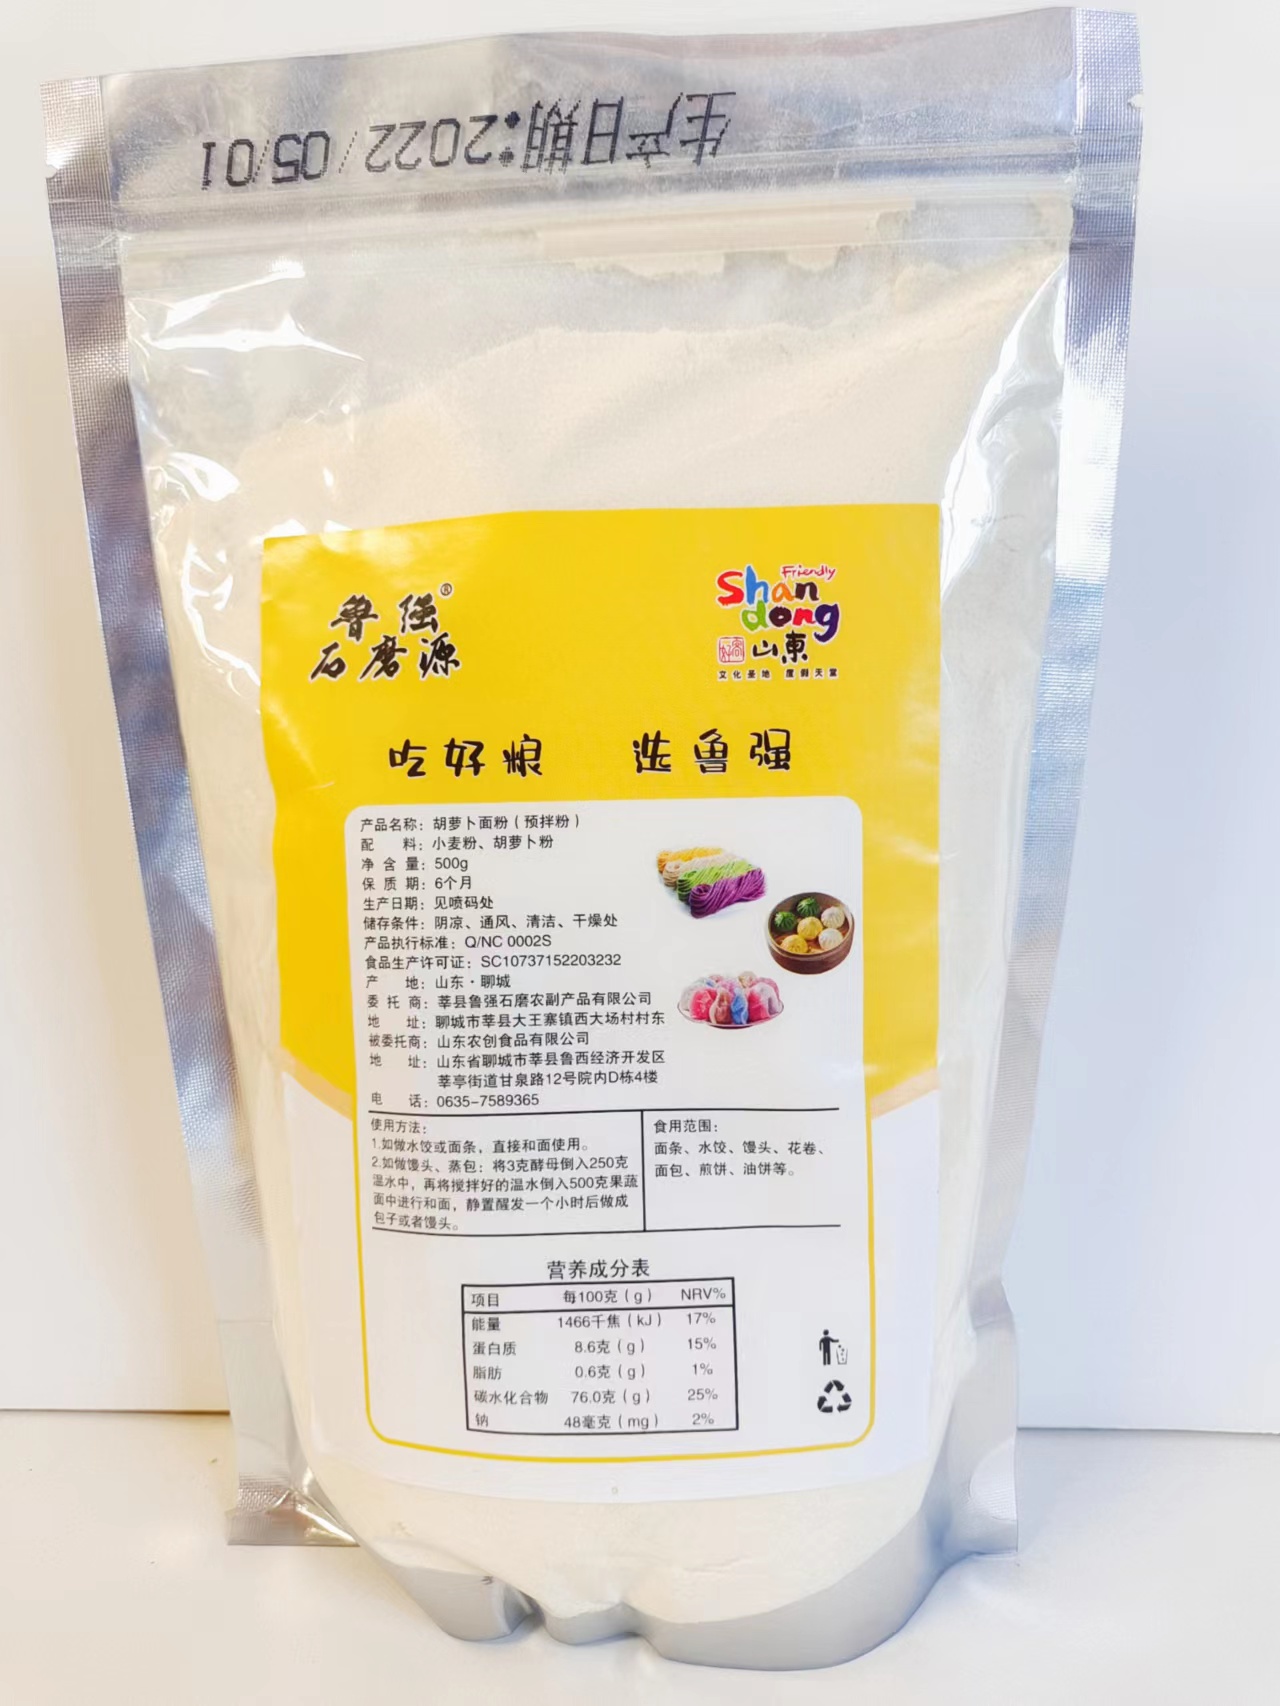 生产日期:2022/05/01
鲁强®
石磨源
Friendly
Shan
dong
好客
山東
文化圣地 度假天堂
吃好粮 选鲁强
产品名称：胡萝卜面粉（预拌粉）
配 料：小麦粉、胡萝卜粉
净 含 量：500g
保 质 期：6个月
生产日期：见喷码处
储存条件：阴凉、通风、清洁、干燥处
产品执行标准：Q/NC 0002S
食品生产许可证：SC10737152203232
产 地：山东·聊城
委 托 商：莘县鲁强石磨农副产品有限公司
地 址：聊城市莘县大王寨镇西大场村村东
被委托商：山东农创食品有限公司
地 址：山东省聊城市莘县鲁西经济开发区
莘亭街道甘泉路12号院内D栋4楼
电 话：0635-7589365
使用方法：
1.如做水饺或面条，直接和面使用。
2.如做馒头、蒸包：将3克酵母倒入250克
温水中，再将搅拌好的温水倒入500克果蔬
面中进行和面，静置醒发一个小时后做成
包子或者馒头。
食用范围：
面条、水饺、馒头、花卷、
面包、煎饼、油饼等。
营养成分表
项目 每100克（g） NRV%
能量 1466千焦（kJ） 17%
蛋白质 8.6克（g） 15%
脂肪 0.6克（g） 1%
碳水化合物 76.0克（g） 25%
钠 48毫克（mg） 2%